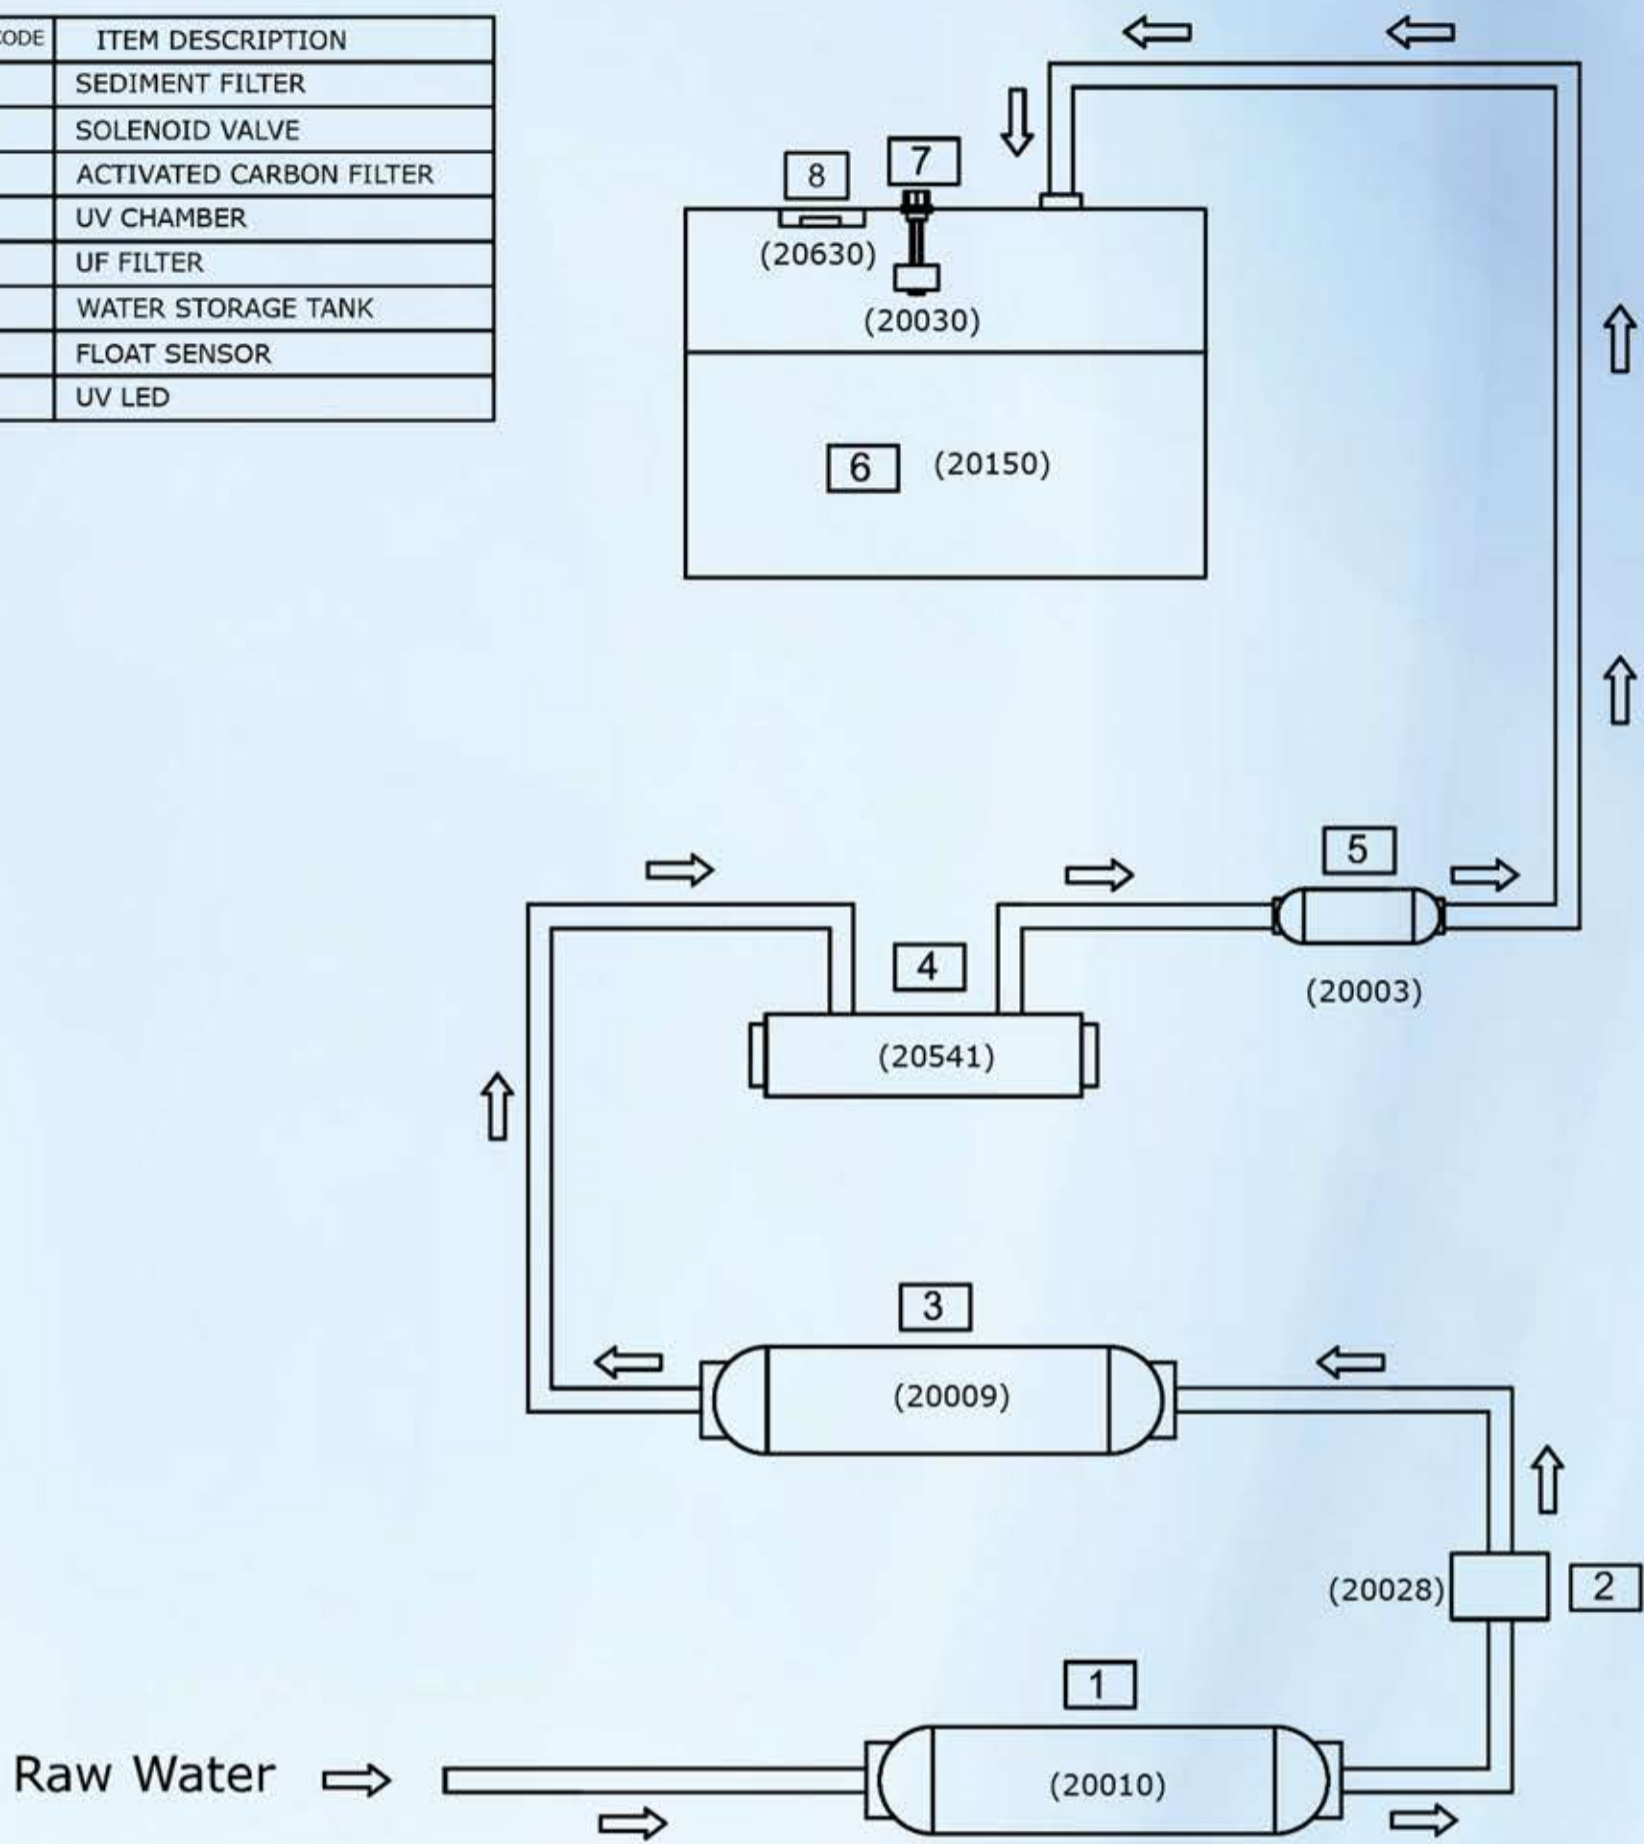 CODE ITEM DESCRIPTION
SEDIMENT FILTER
SOLENOID VALVE
ACTIVATED CARBON FILTER
UV CHAMBER
UF FILTER
WATER STORAGE TANK
FLOAT SENSOR
UV LED
8
7
(20630)
(20030)
6 (20150)
5
(20003)
4
(20541)
3
(20009)
(20028) 2
1
Raw Water
(20010)